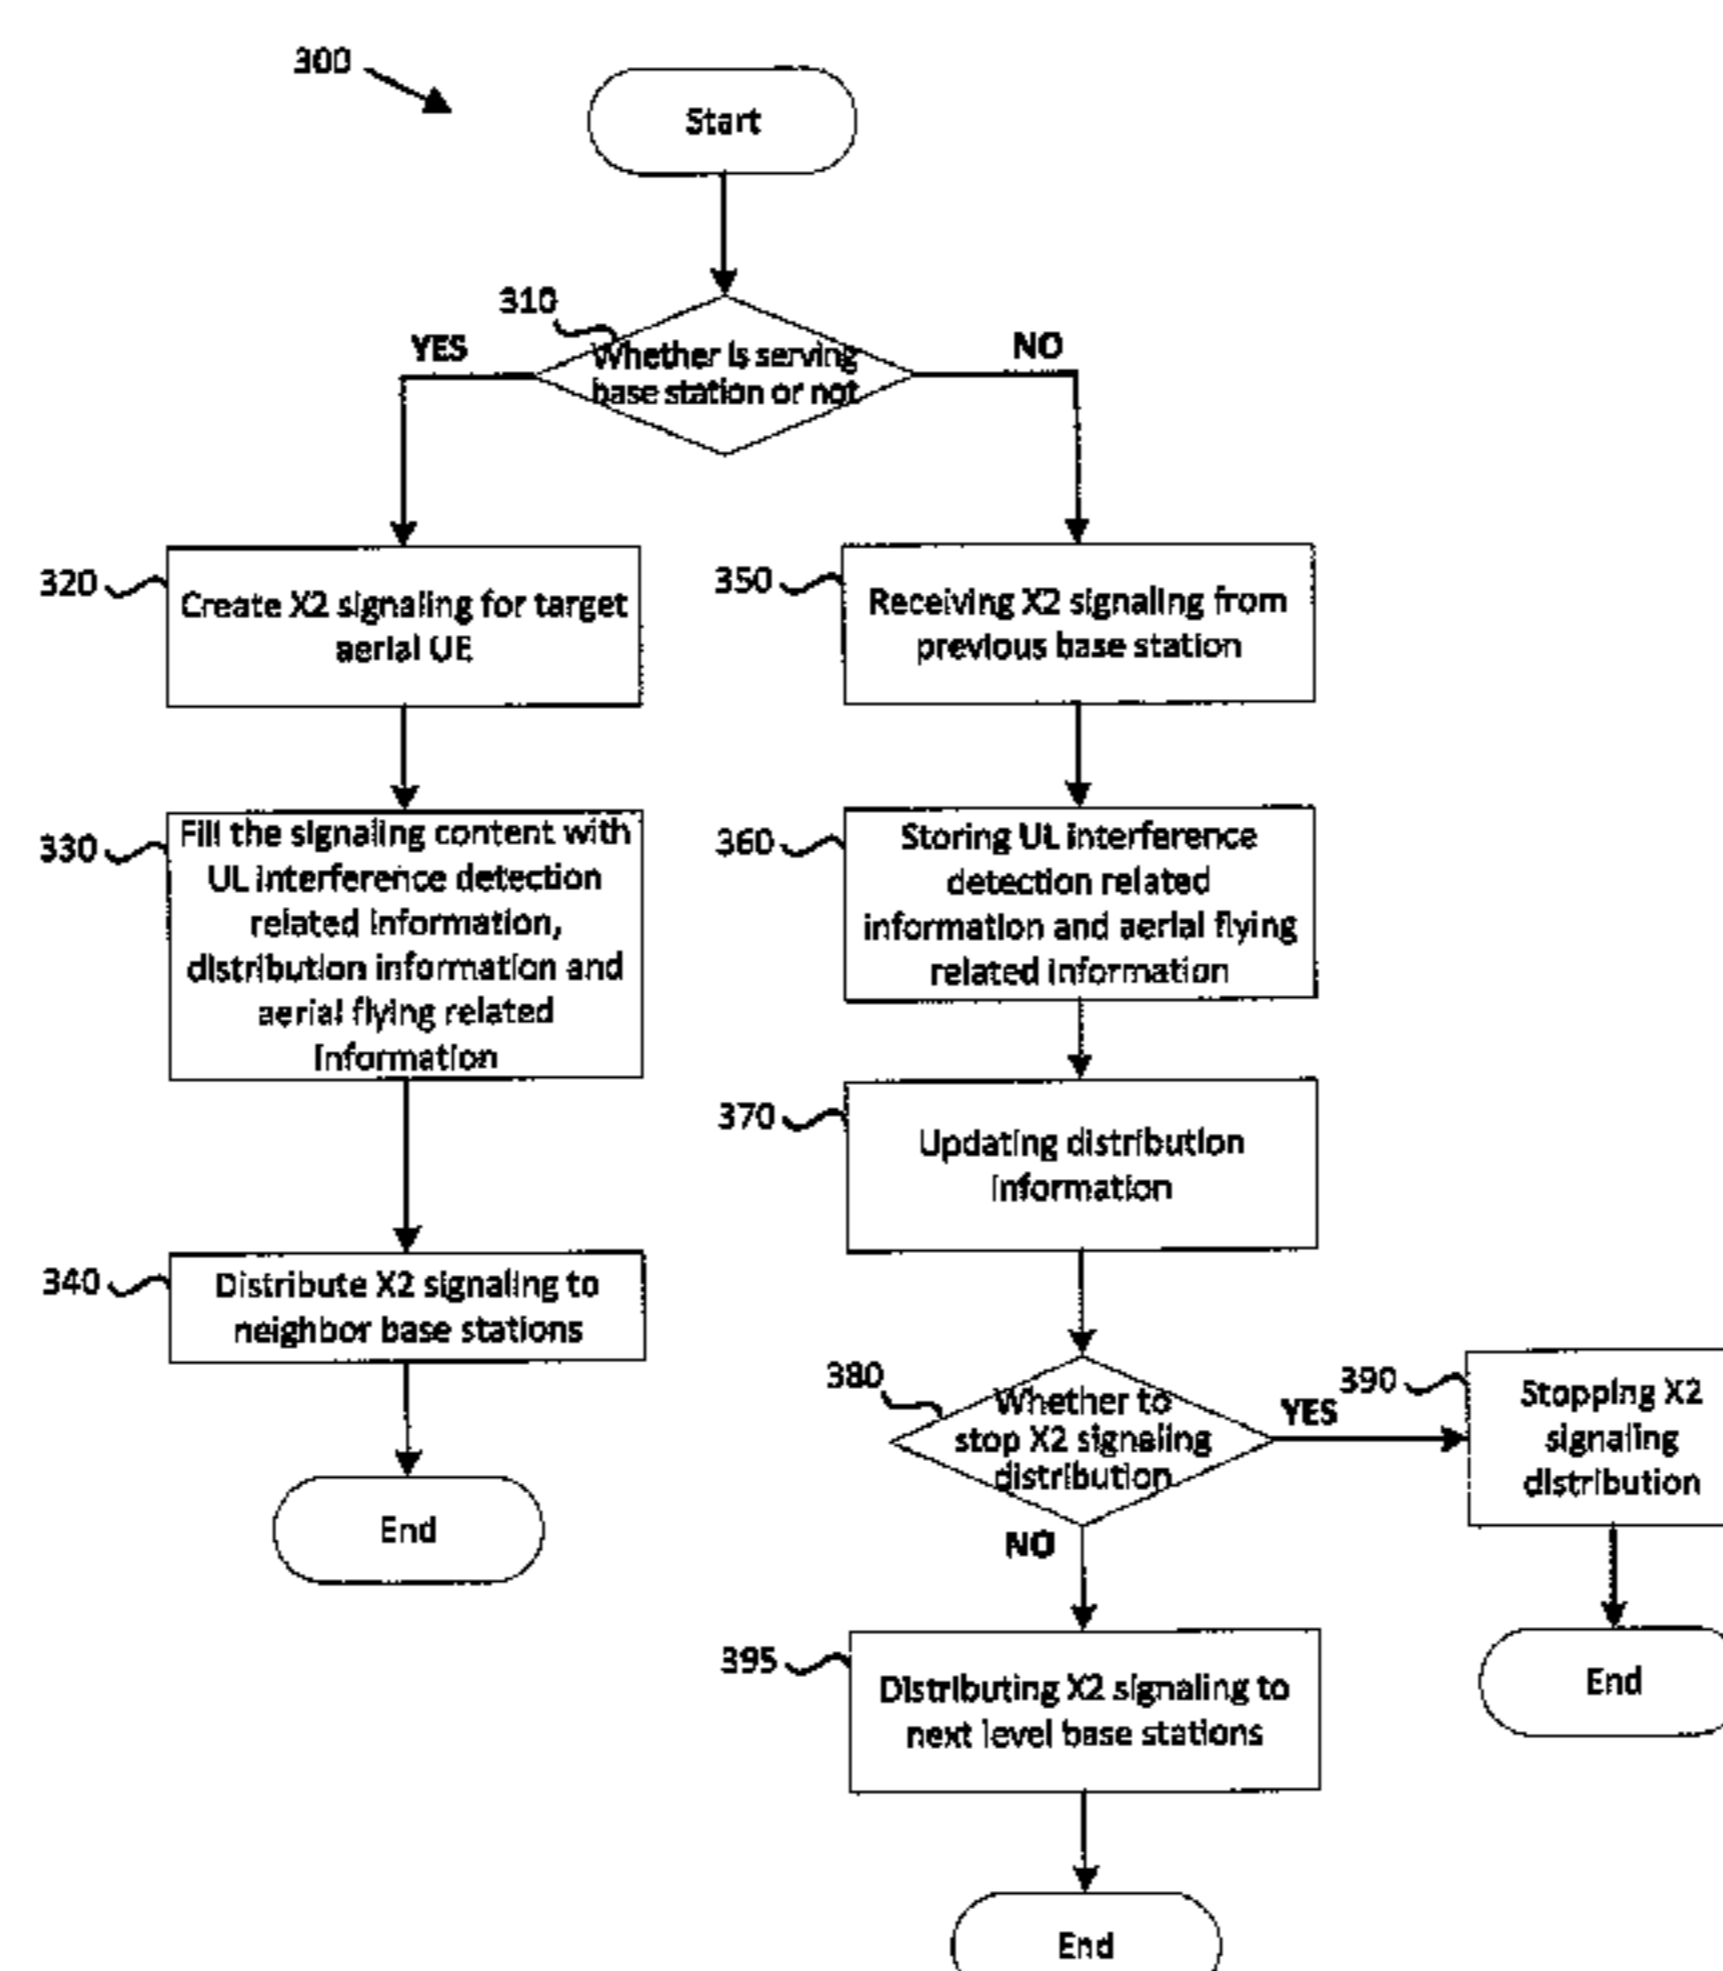 300
Start
310
YES
NO
Whether is serving
base station or not
320
Create X2 signaling for target
aerial UE
350
Receiving X2 signaling from
previous base station
330
Fill the signaling content with
UL interference detection
related information,
distribution information and
aerial flying related
information
360
Storing UL interference
detection related
information and aerial flying
related information
370
Updating distribution
information
340
Distribute X2 signaling to
neighbor base stations
End
380
Whether to
stop X2 signaling
distribution
YES
NO
390
Stopping X2
signaling
distribution
End
395
Distributing X2 signaling to
next level base stations
End